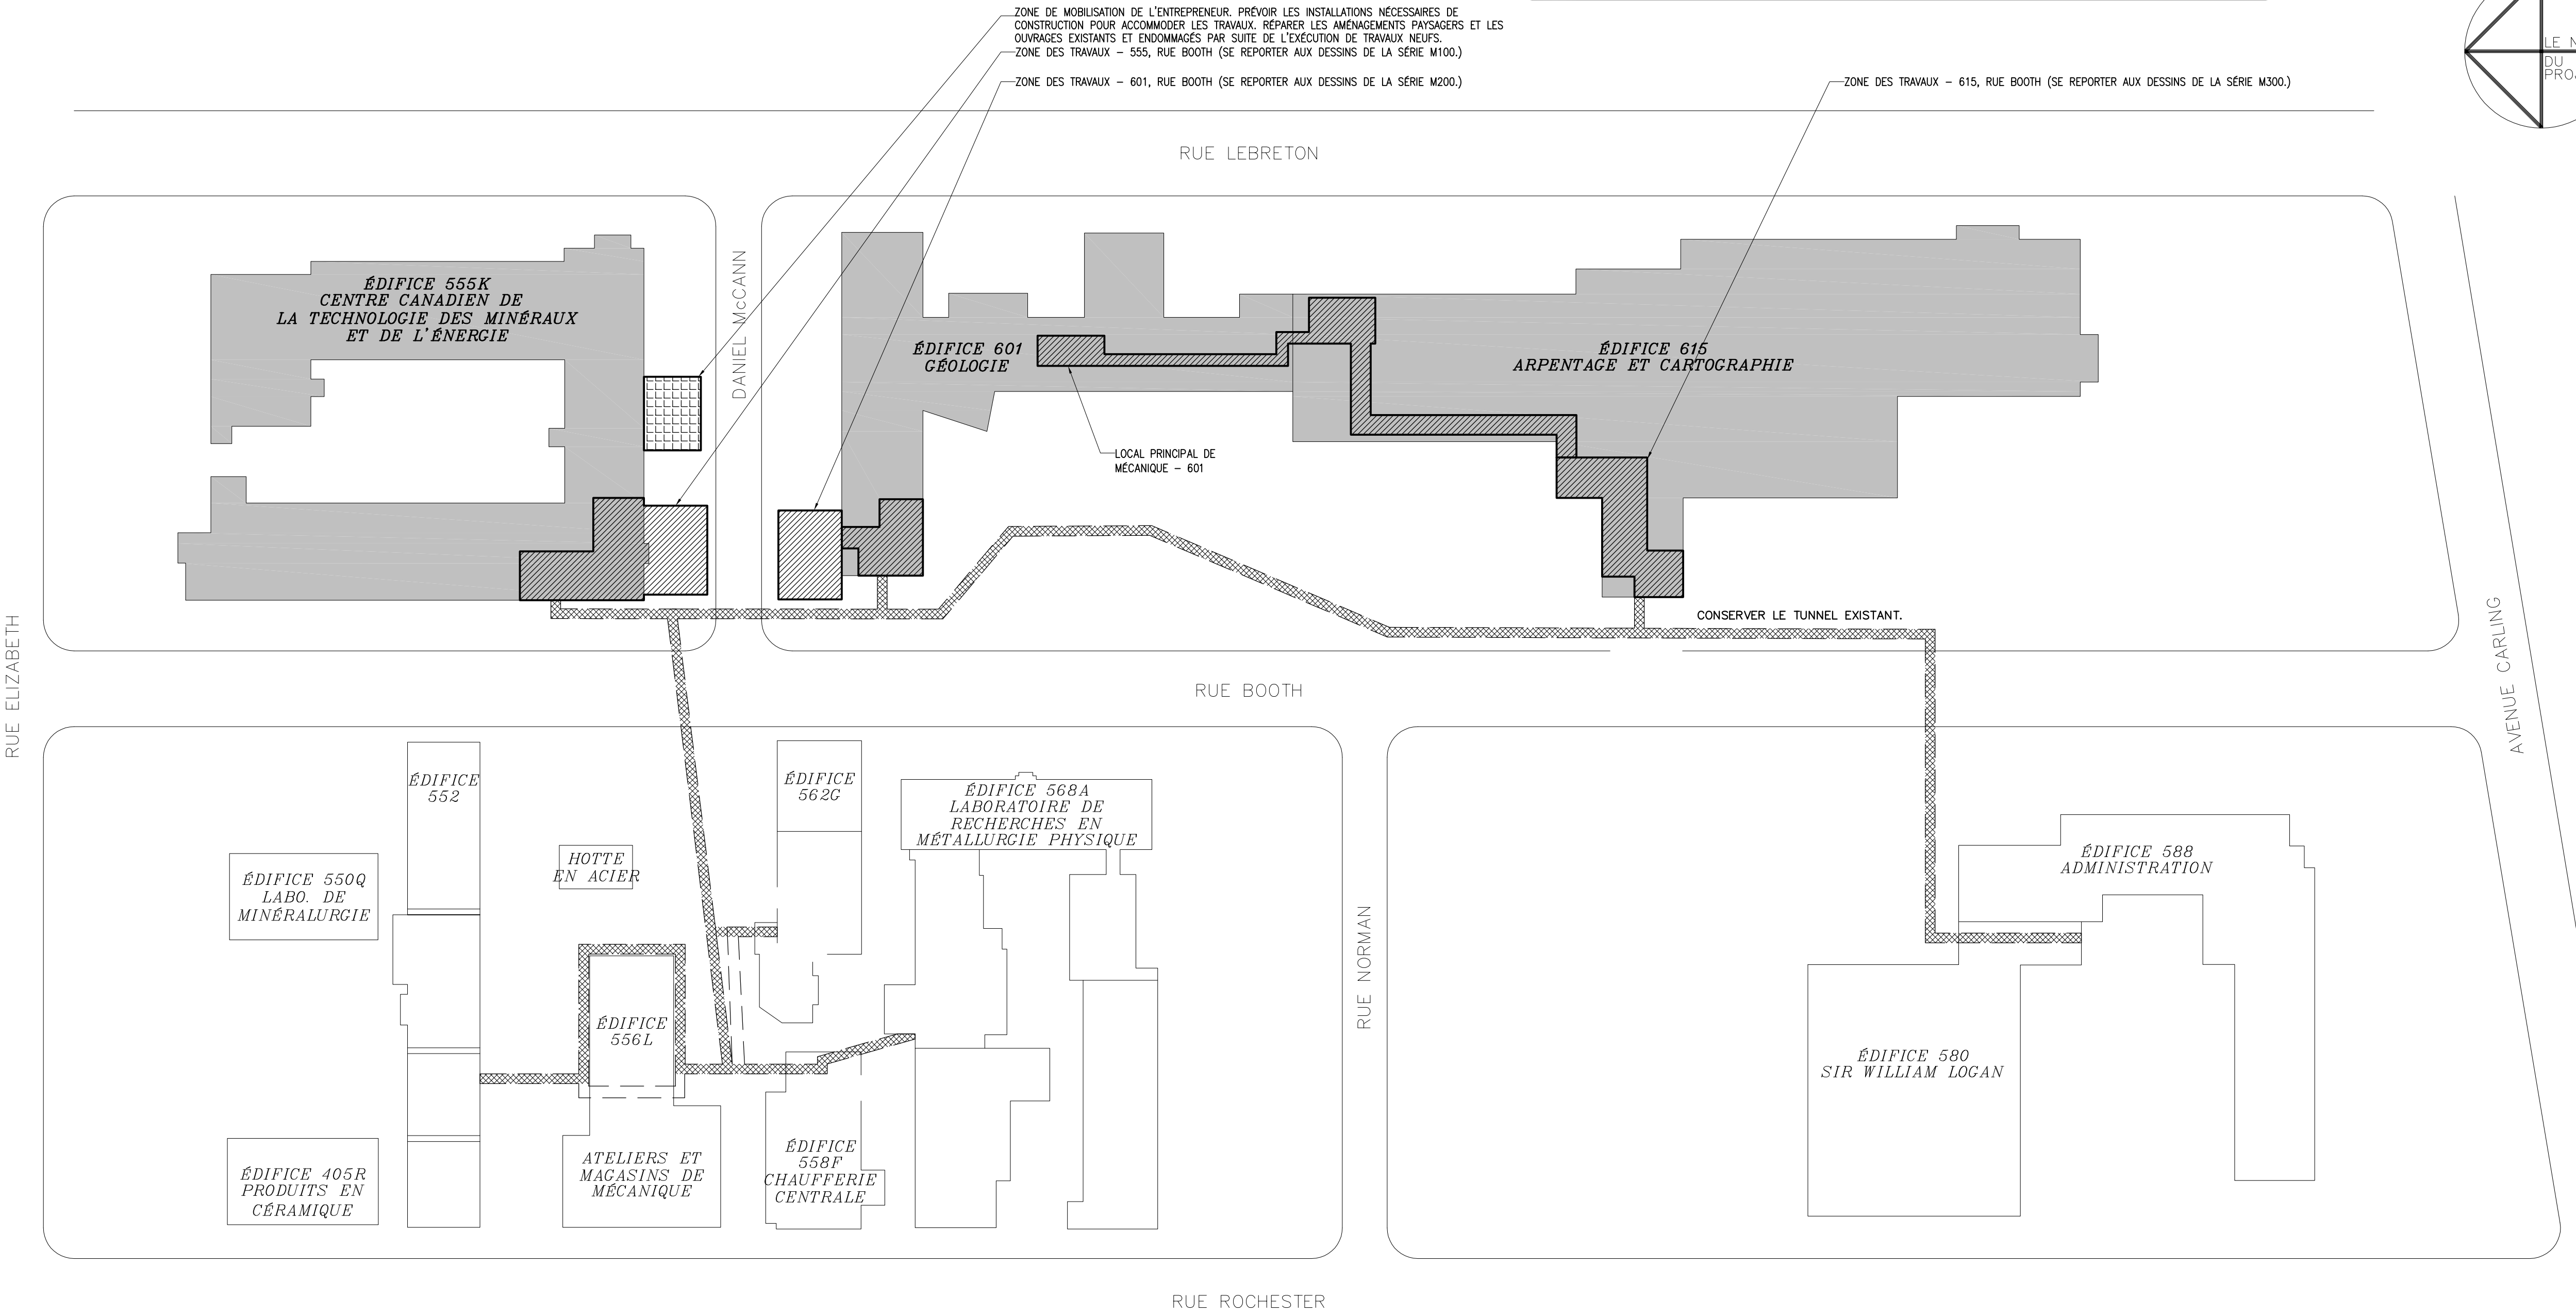 ZONE DE MOBILISATION DE L'ENTREPRENEUR. PRÉVOIR LES INSTALLATIONS NÉCESSAIRES DE
CONSTRUCTION POUR ACCOMMODER LES TRAVAUX. RÉPARER LES AMÉNAGEMENTS PAYSAGERS ET LES
OUVRAGES EXISTANTS ET ENDOMMAGÉS PAR SUITE DE L'EXÉCUTION DE TRAVAUX NEUFS.
ZONE DES TRAVAUX – 555, RUE BOOTH (SE REPORTER AUX DESSINS DE LA SÉRIE M100.)
ZONE DES TRAVAUX – 601, RUE BOOTH (SE REPORTER AUX DESSINS DE LA SÉRIE M200.)
ZONE DES TRAVAUX – 615, RUE BOOTH (SE REPORTER AUX DESSINS DE LA SÉRIE M300.)
LE N
DU
RUE LEBRETON
DANIEL McCANN
ÉDIFICE 555K
CENTRE CANADIEN DE
LA TECHNOLOGIE DES MINÉRAUX
ET DE L'ÉNERGIE
ÉDIFICE 601
GÉOLOGIE
ÉDIFICE 615
ARPENTAGE ET CARTOGRAPHIE
LOCAL PRINCIPAL DE
MÉCANIQUE – 601
CONSERVER LE TUNNEL EXISTANT.
RUE ELIZABETH
RUE BOOTH
AVENUE CARLING
ÉDIFICE
552
ÉDIFICE 550Q
LABO. DE
MINÉRALURGIE
HOTTE
EN ACIER
ÉDIFICE
562G
ÉDIFICE 568A
LABORATOIRE DE
RECHERCHES EN
MÉTALLURGIE PHYSIQUE
RUE NORMAN
ÉDIFICE 588
ADMINISTRATION
ÉDIFICE
556L
ÉDIFICE 580
SIR WILLIAM LOGAN
ÉDIFICE 405R
PRODUITS EN
CÉRAMIQUE
ATELIERS ET
MAGASINS DE
MÉCANIQUE
ÉDIFICE
558F
CHAUFFERIE
CENTRALE
RUE ROCHESTER